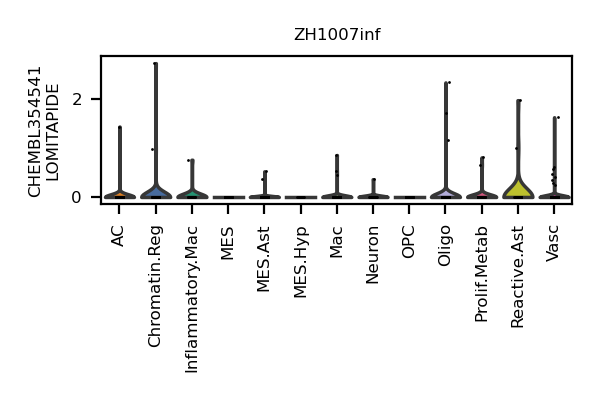 ZH1007inf
CHEMBL354541
LOMITAPIDE
2
0
AC
Chromatin.Reg
Inflammatory.Mac
MES
MES.Ast
MES.Hyp
Mac
Neuron
OPC
Oligo
Prolif.Metab
Reactive.Ast
Vasc